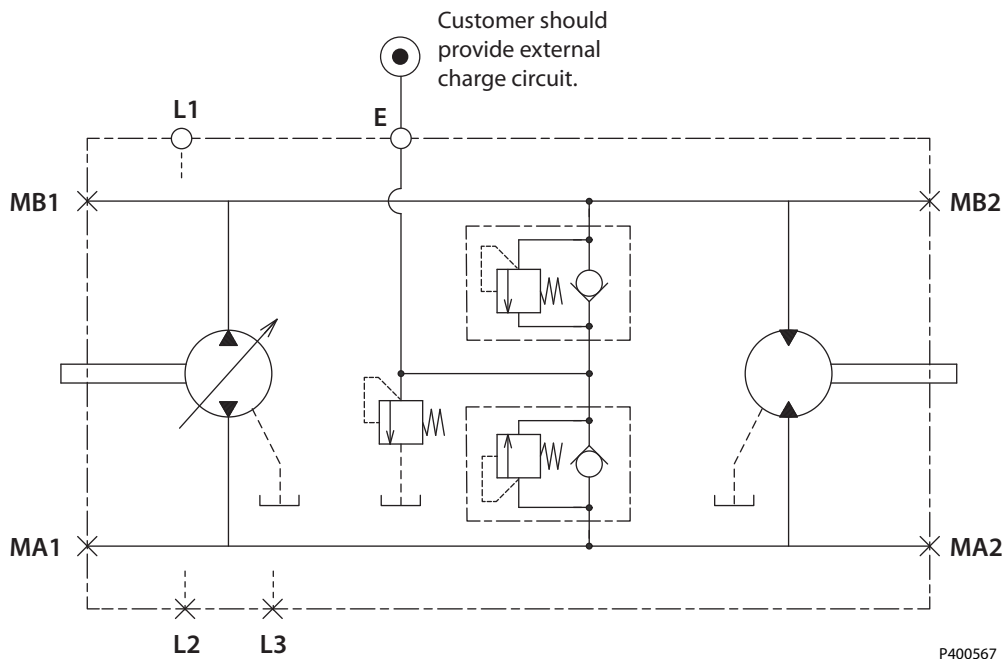 Customer should
provide external
charge circuit.
L1
E
MB1
MB2
MA1
MA2
L2
L3
P400567